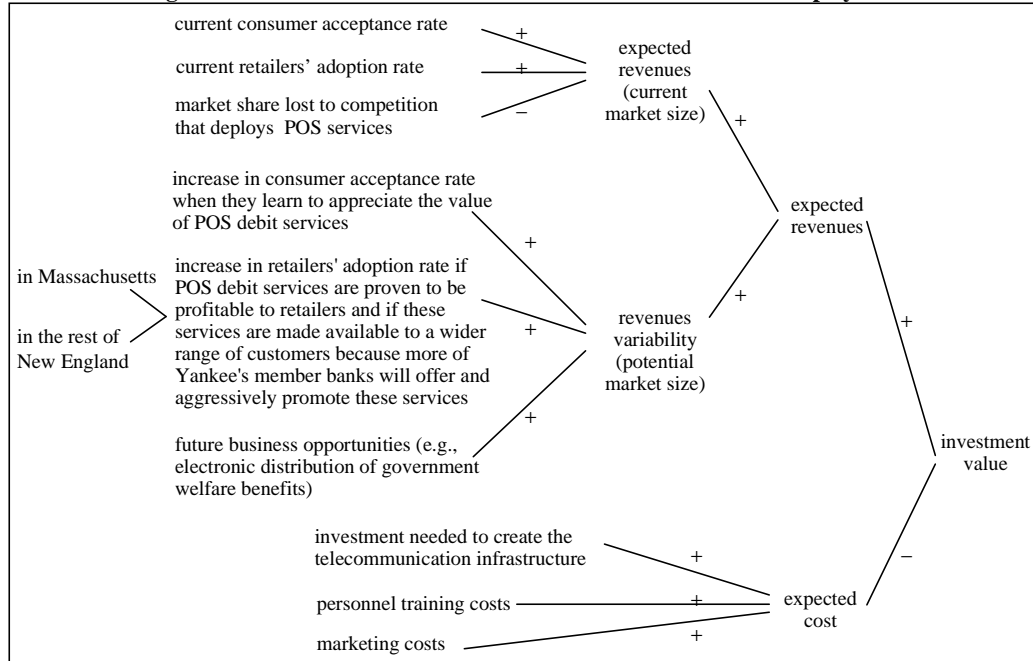 current consumer acceptance rate
current retailers' adoption rate
market share lost to competition
that deploys POS services
+
+
−
expected
revenues
(current
market size)
+
increase in consumer acceptance rate
when they learn to appreciate the value
of POS debit services
+
in Massachusetts
in the rest of
New England
increase in retailers' adoption rate if
POS debit services are proven to be
profitable to retailers and if these
services are made available to a wider
range of customers because more of
Yankee's member banks will offer and
aggressively promote these services
+
future business opportunities (e.g.,
electronic distribution of government
welfare benefits)
+
revenues
variability
(potential
market size)
+
expected
revenues
+
investment
value
investment needed to create the
telecommunication infrastructure
+
personnel training costs
+
marketing costs
+
expected
cost
−